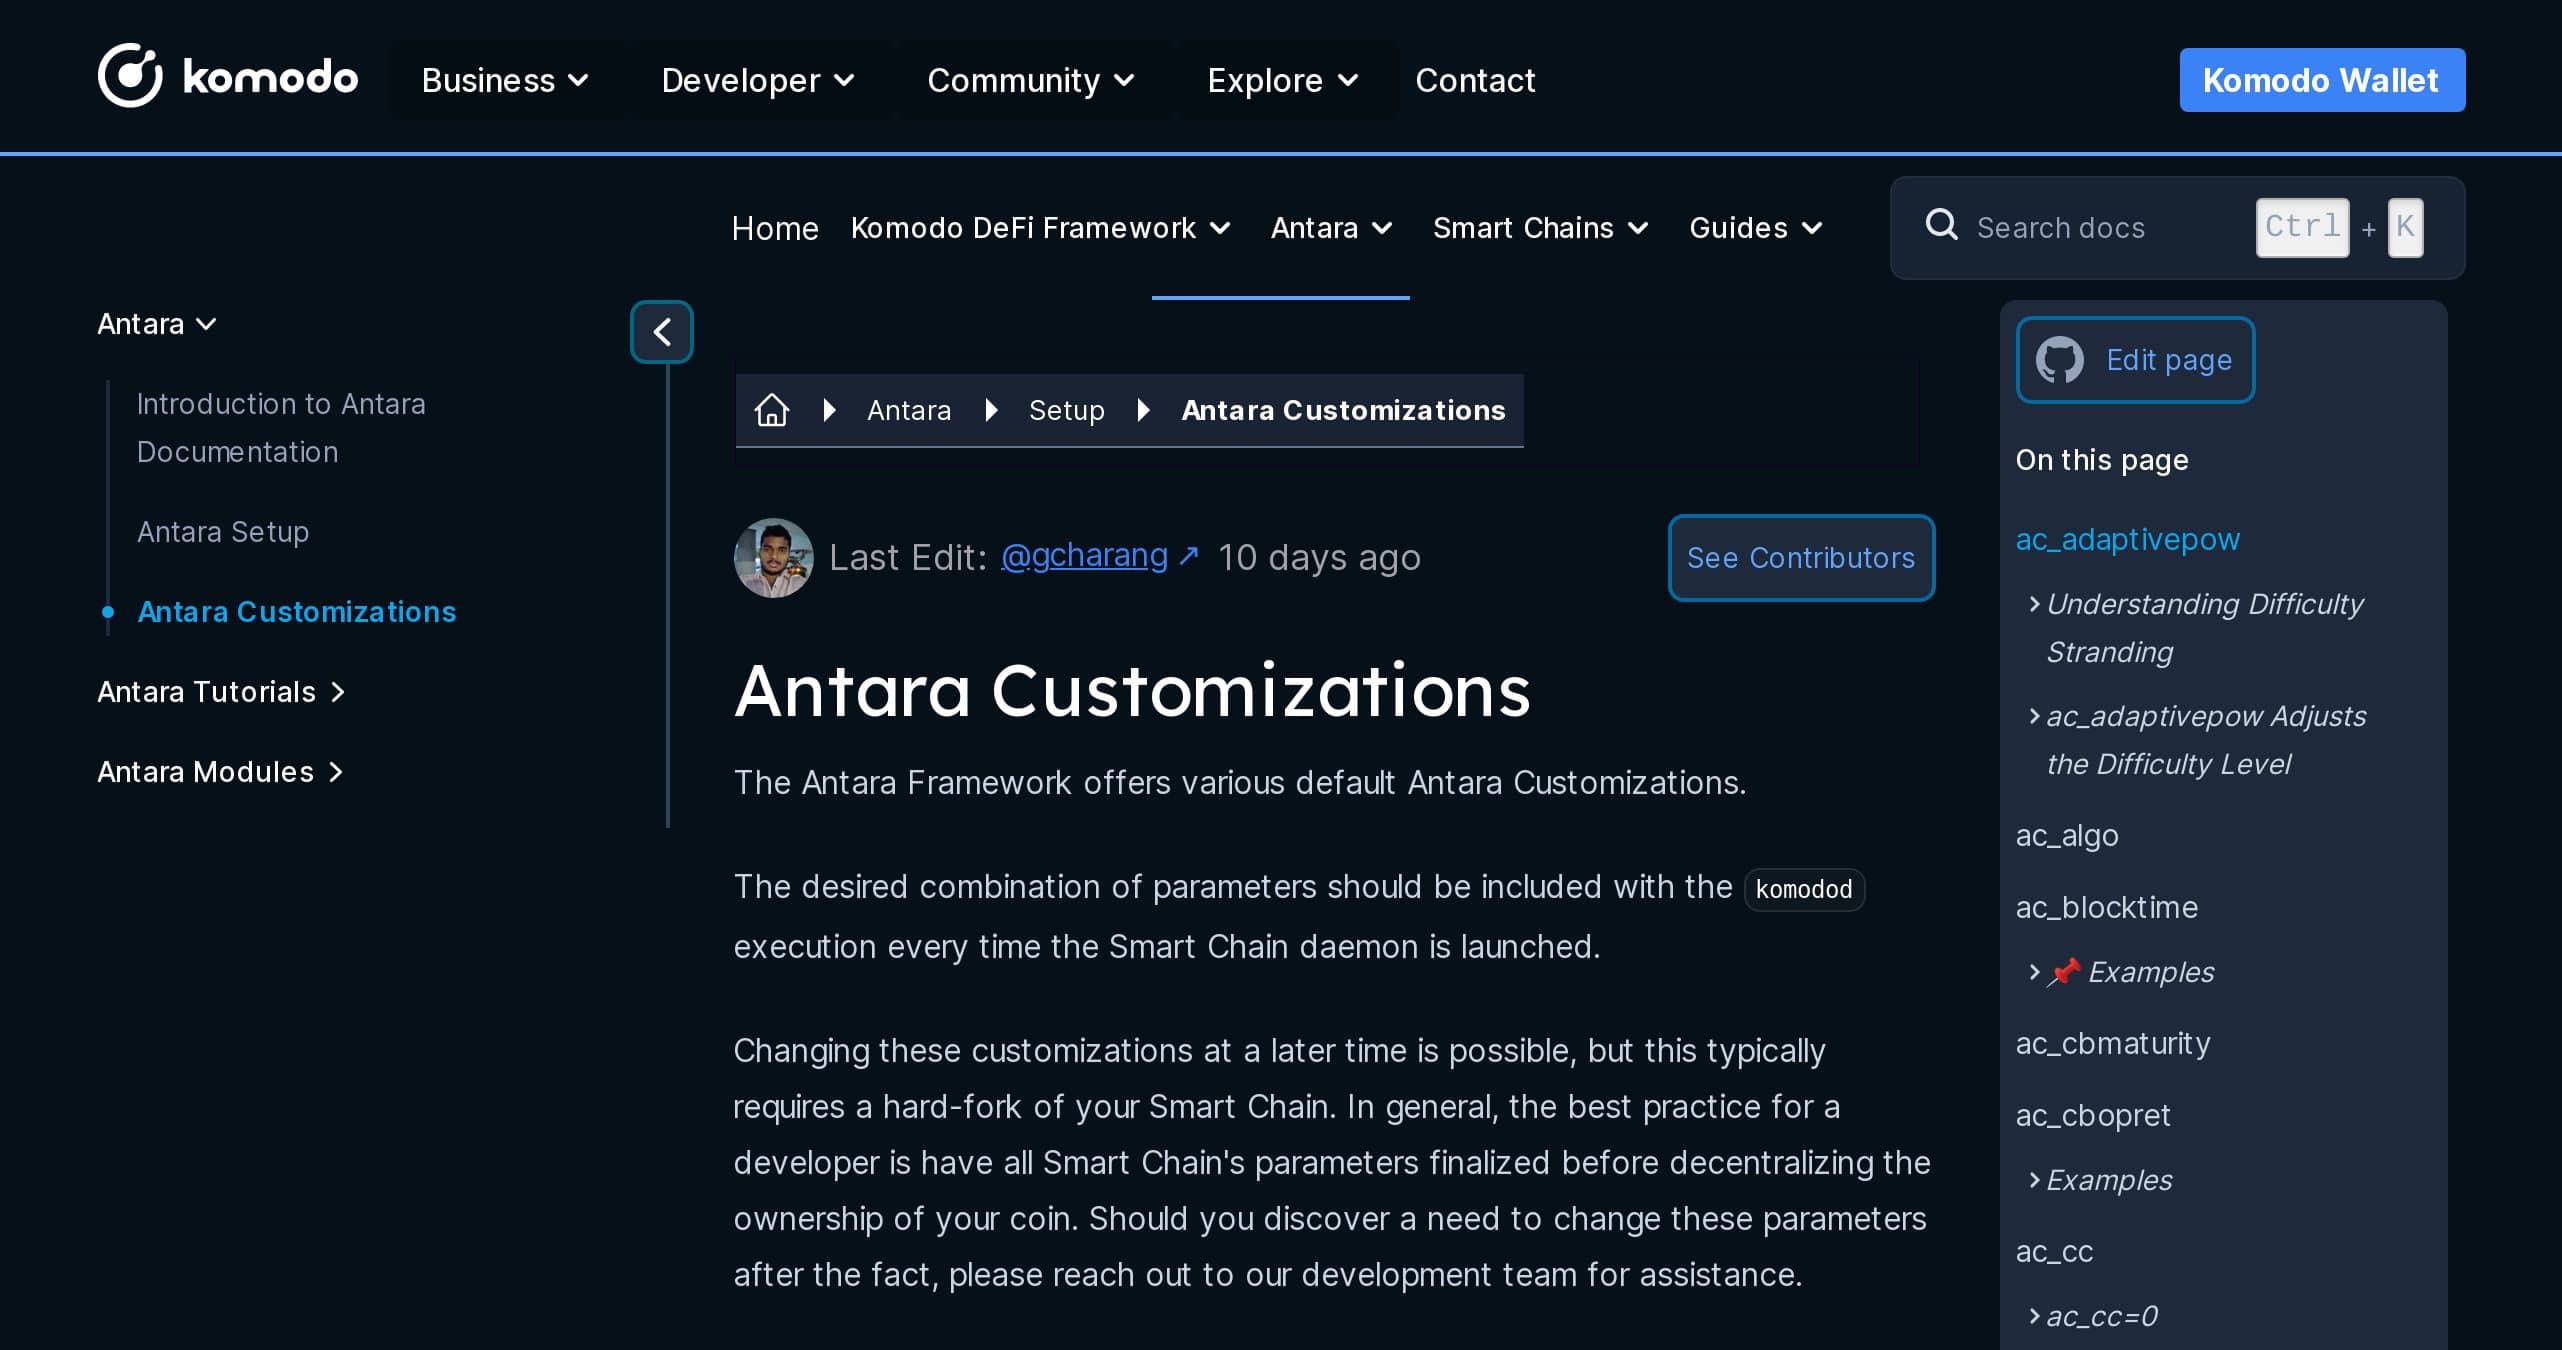 komodo Business Developer Community Explore Contact Komodo Wallet
Home Komodo DeFi Framework Antara Smart Chains Guides Search docs Ctrl + K
Antara
Introduction to Antara
Documentation
Antara Setup
Antara Customizations
Antara Tutorials
Antara Modules
Antara Setup Antara Customizations
Last Edit: @gcharang ↗ 10 days ago See Contributors
Antara Customizations
The Antara Framework offers various default Antara Customizations.
The desired combination of parameters should be included with the komodod
execution every time the Smart Chain daemon is launched.
Changing these customizations at a later time is possible, but this typically
requires a hard-fork of your Smart Chain. In general, the best practice for a
developer is have all Smart Chain's parameters finalized before decentralizing the
ownership of your coin. Should you discover a need to change these parameters
after the fact, please reach out to our development team for assistance.
Edit page
On this page
ac_adaptivepow
Understanding Difficulty
Stranding
ac_adaptivepow Adjusts
the Difficulty Level
ac_algo
ac_blocktime
📌 Examples
ac_cbmaturity
ac_cbopret
Examples
ac_cc
ac_cc=0